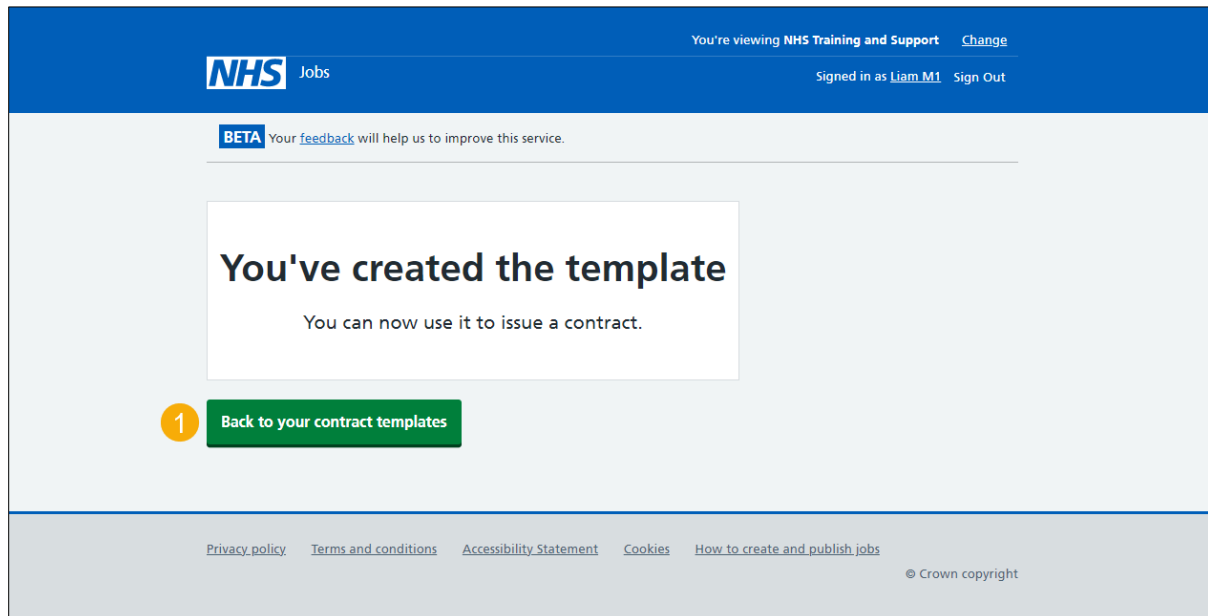 You're viewing NHS Training and Support Change
NHS Jobs
Signed in as Liam M1 Sign Out
BETA Your feedback will help us to improve this service.
You've created the template
You can now use it to issue a contract.
1 Back to your contract templates
Privacy policy Terms and conditions Accessibility Statement Cookies How to create and publish jobs
© Crown copyright